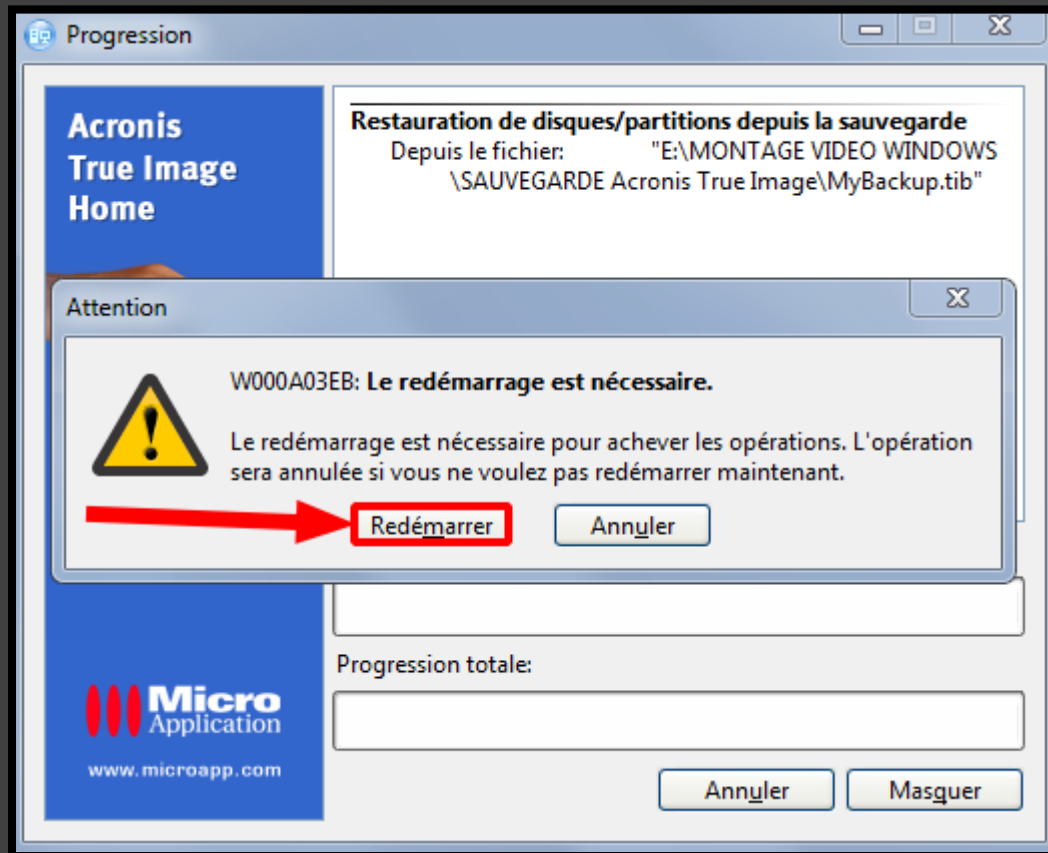 Progression
Acronis
True Image
Home
Restauration de disques/partitions depuis la sauvegarde
Depuis le fichier: "E:\MONTAGE VIDEO WINDOWS
\SAUVEGARDE Acronis True Image\MyBackup.tib"
Attention
W000A03EB: Le redémarrage est nécessaire.
Le redémarrage est nécessaire pour achever les opérations. L'opération
sera annulée si vous ne voulez pas redémarrer maintenant.
Redémarrer Annuler
Progression totale:
Micro
Application
www.microapp.com
Annuler Masquer